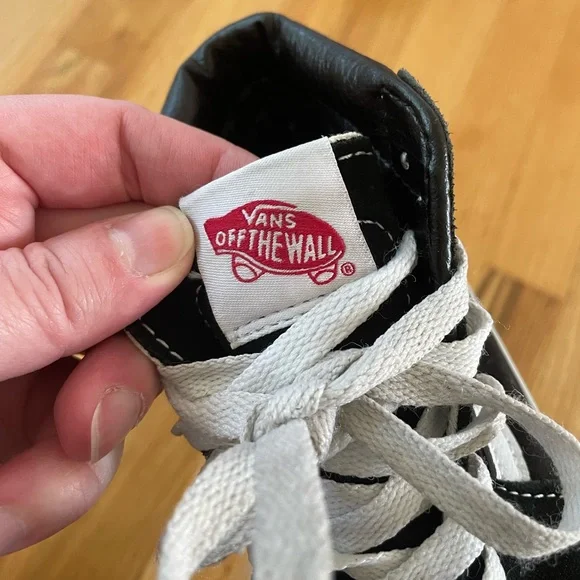 VANS
OFF THE WALL
®